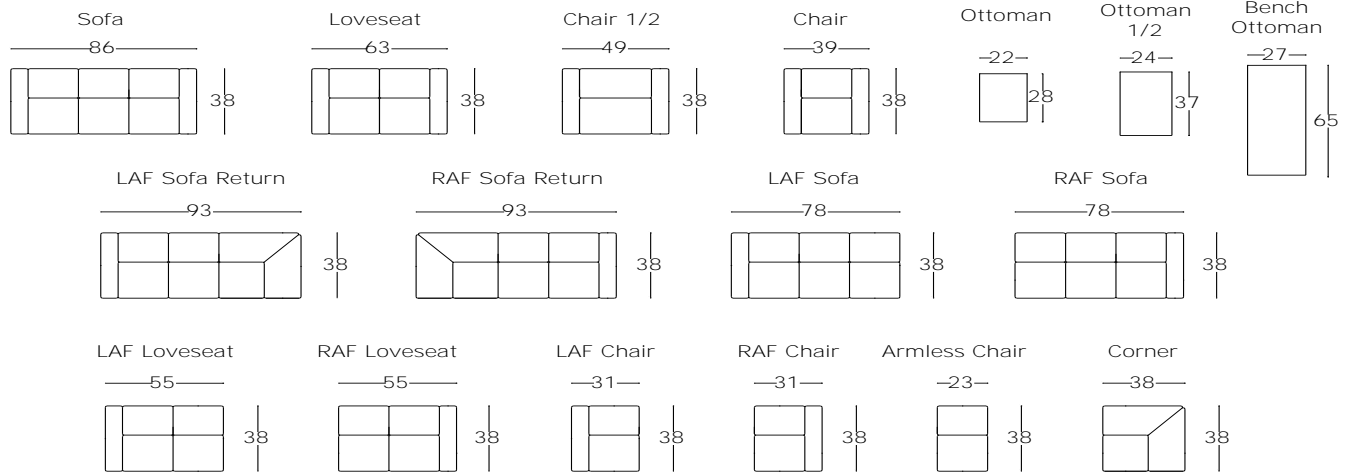 Sofa
86
38
Loveseat
63
38
Chair 1/2
49
38
Chair
39
38
Ottoman
22
28
Ottoman
1/2
24
37
Bench
Ottoman
27
65
LAF Sofa Return
93
38
RAF Sofa Return
93
38
LAF Sofa
78
38
RAF Sofa
78
38
LAF Loveseat
55
38
RAF Loveseat
55
38
LAF Chair
31
38
RAF Chair
31
38
Armless Chair
23
38
Corner
38
38